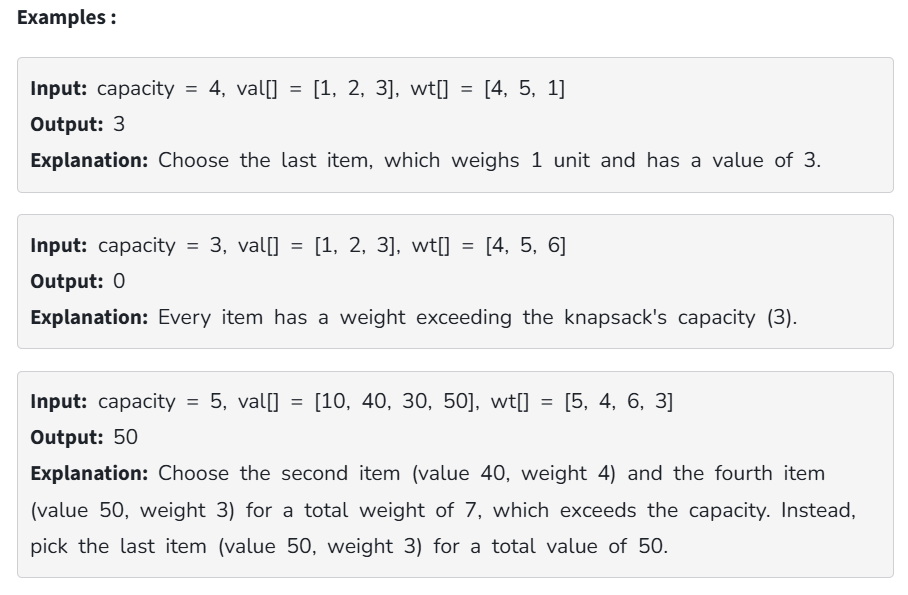 Examples :
Input: capacity = 4, val[] = [1, 2, 3], wt[] = [4, 5, 1]
Output: 3
Explanation: Choose the last item, which weighs 1 unit and has a value of 3.
Input: capacity = 3, val[] = [1, 2, 3], wt[] = [4, 5, 6]
Output: 0
Explanation: Every item has a weight exceeding the knapsack's capacity (3).
Input: capacity = 5, val[] = [10, 40, 30, 50], wt[] = [5, 4, 6, 3]
Output: 50
Explanation: Choose the second item (value 40, weight 4) and the fourth item
(value 50, weight 3) for a total weight of 7, which exceeds the capacity. Instead,
pick the last item (value 50, weight 3) for a total value of 50.